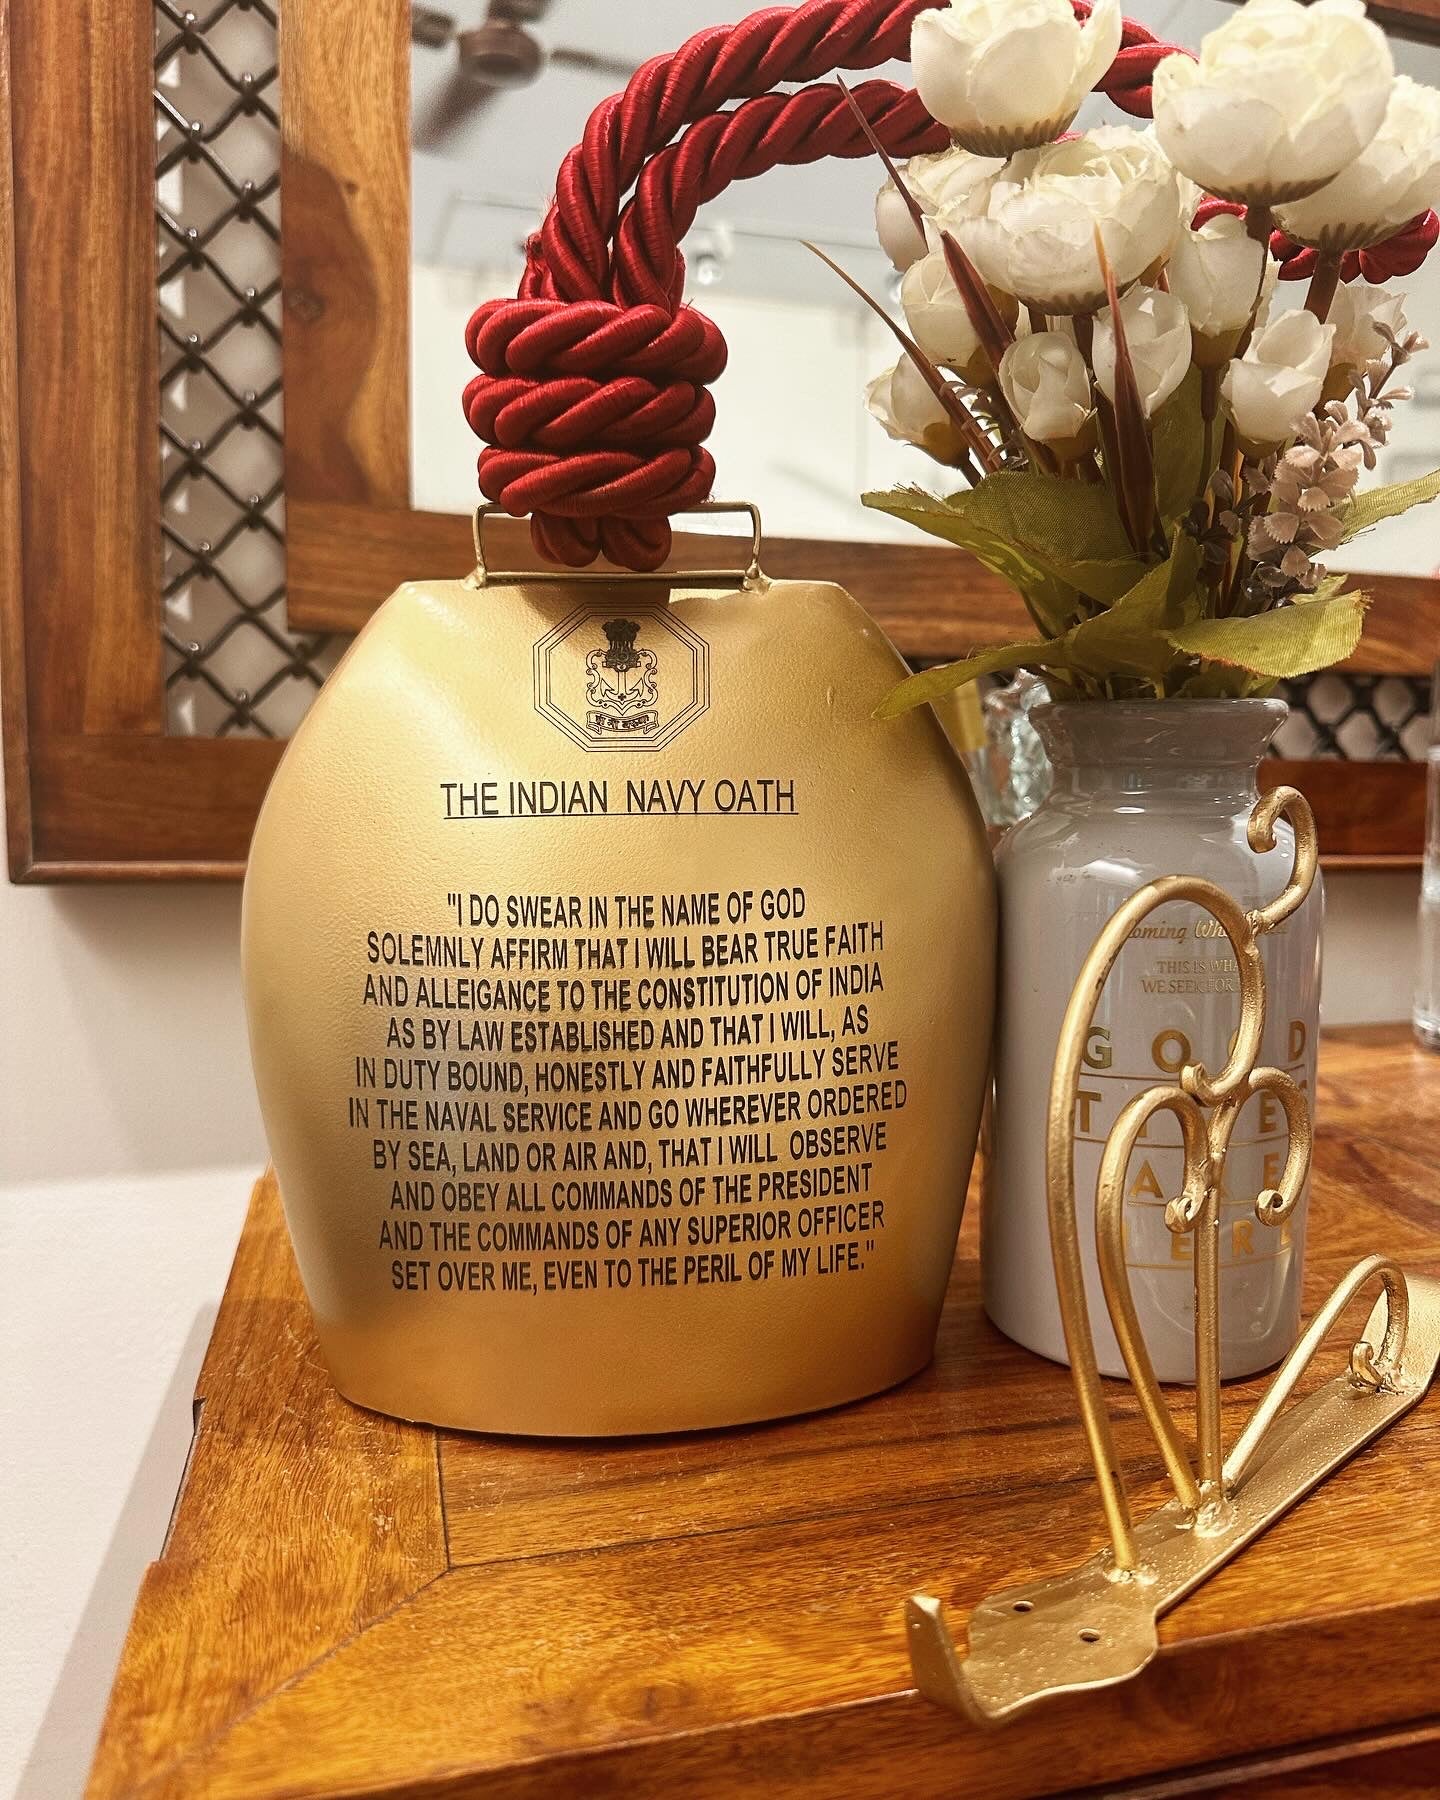 शं नो वरुणः
THE INDIAN NAVY OATH
"I DO SWEAR IN THE NAME OF GOD
SOLEMNLY AFFIRM THAT I WILL BEAR TRUE FAITH
AND ALLEIGANCE TO THE CONSTITUTION OF INDIA
AS BY LAW ESTABLISHED AND THAT I WILL, AS
IN DUTY BOUND, HONESTLY AND FAITHFULLY SERVE
IN THE NAVAL SERVICE AND GO WHEREVER ORDERED
BY SEA, LAND OR AIR AND, THAT I WILL OBSERVE
AND OBEY ALL COMMANDS OF THE PRESIDENT
AND THE COMMANDS OF ANY SUPERIOR OFFICER
SET OVER ME, EVEN TO THE PERIL OF MY LIFE."
THIS IS
WE SEEK FOR
GOOD